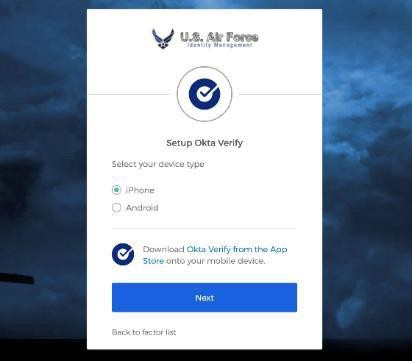 U.S. Air Force
Identity Management
Setup Okta Verify
Select your device type
iPhone
Android
Download Okta Verify from the App
Store onto your mobile device.
Next
Back to factor list